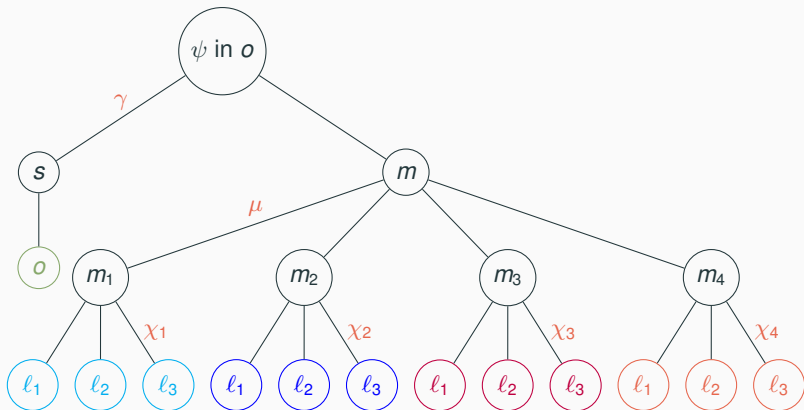 ψ in o
γ
s
m
μ
o
m₁
m₂
m₃
m₄
χ₁
χ₂
χ₃
χ₄
ℓ₁ ℓ₂ ℓ₃ ℓ₁ ℓ₂ ℓ₃ ℓ₁ ℓ₂ ℓ₃ ℓ₁ ℓ₂ ℓ₃